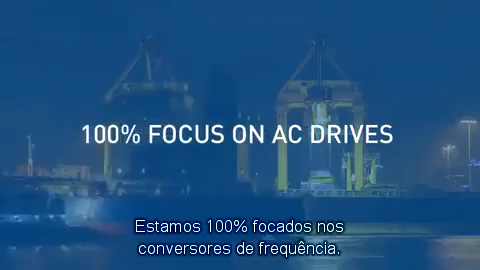 100% FOCUS ON AC DRIVES
Estamos 100% focados nos
conversores de frequência.